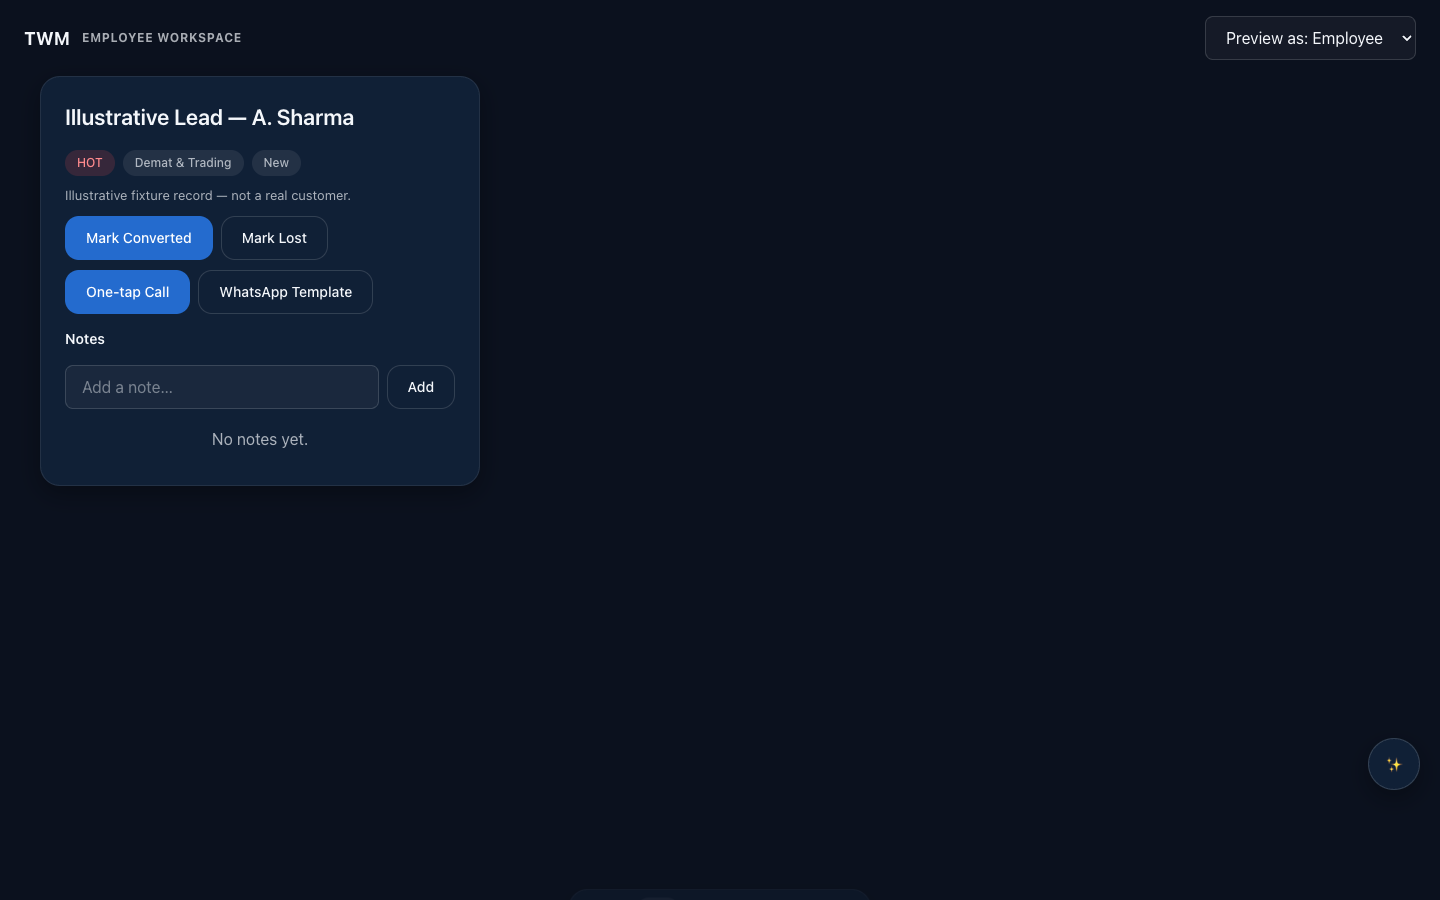 TWM EMPLOYEE WORKSPACE
Preview as: Employee
Illustrative Lead — A. Sharma
HOT Demat & Trading New
Illustrative fixture record — not a real customer.
Mark Converted Mark Lost
One-tap Call WhatsApp Template
Notes
Add a note... Add
No notes yet.